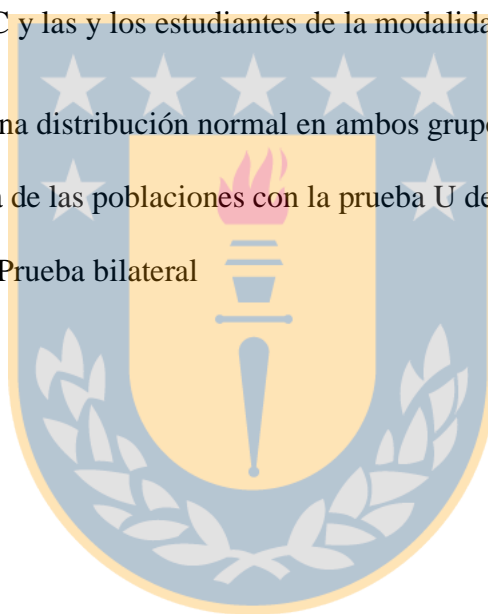 C y las y los estudiantes de la modalida
na distribución normal en ambos grupo
a de las poblaciones con la prueba U de
Prueba bilateral